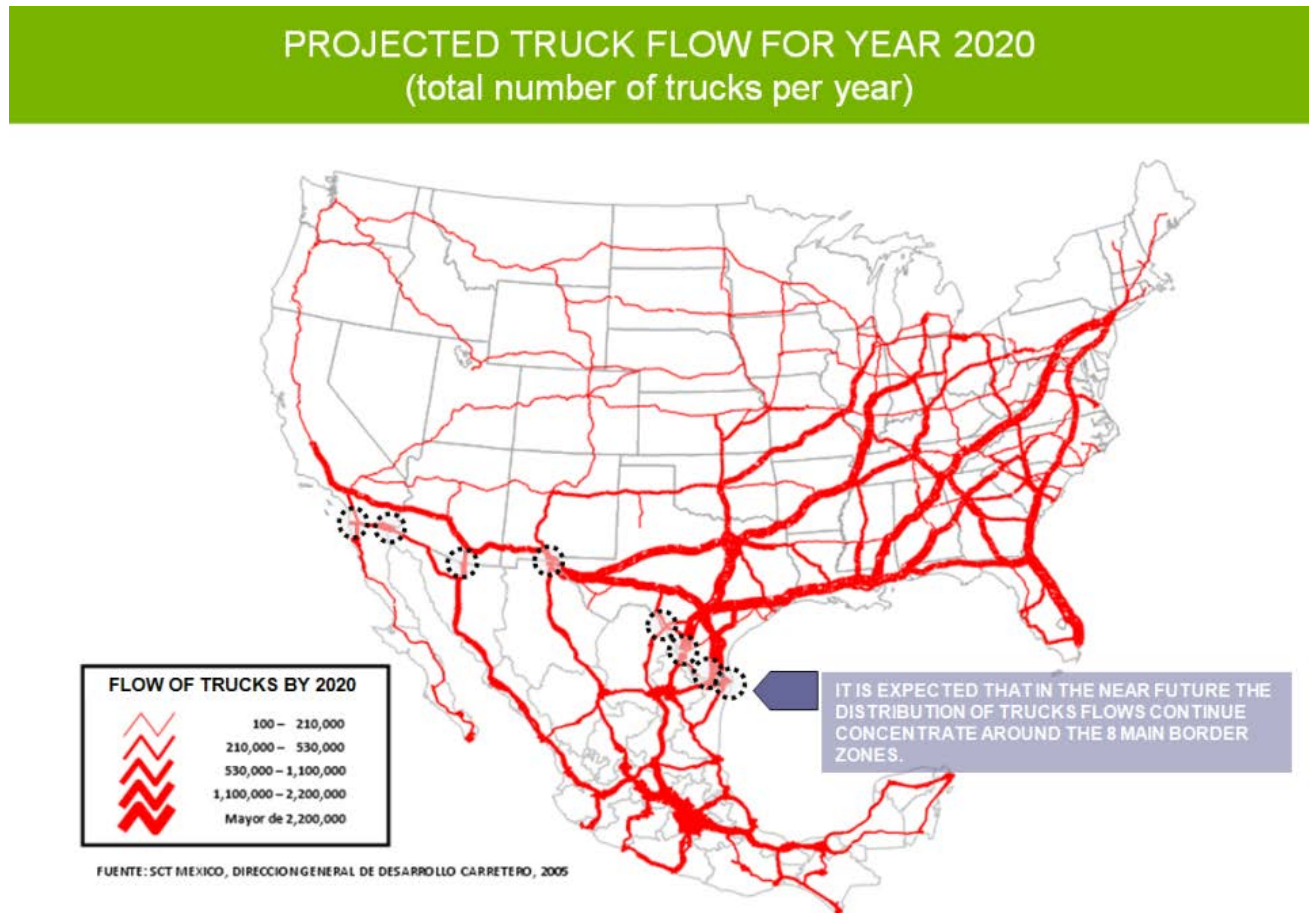 PROJECTED TRUCK FLOW FOR YEAR 2020
(total number of trucks per year)
FLOW OF TRUCKS BY 2020
100 – 210,000
210,000 – 530,000
530,000 – 1,100,000
1,100,000 – 2,200,000
Mayor de 2,200,000
IT IS EXPECTED THAT IN THE NEAR FUTURE THE
DISTRIBUTION OF TRUCKS FLOWS CONTINUE
CONCENTRATE AROUND THE 8 MAIN BORDER
ZONES.
FUENTE: SCT MEXICO, DIRECCION GENERAL DE DESARROLLO CARRETERO, 2005